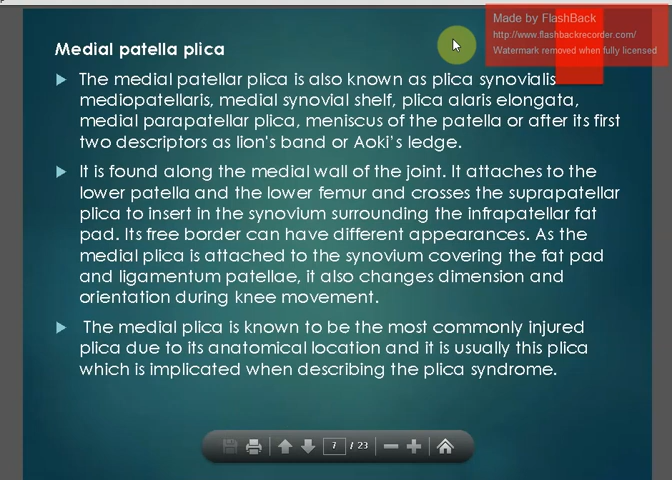 Made by FlashBack
http://www.flashbackrecorder.com/
Watermark removed when fully licensed
Medial patella plica
The medial patellar plica is also known as plica synovialis
mediopatellaris, medial synovial shelf, plica alaris elongata,
medial parapatellar plica, meniscus of the patella or after its first
two descriptors as lion's band or Aoki's ledge.
It is found along the medial wall of the joint. It attaches to the
lower patella and the lower femur and crosses the suprapatellar
plica to insert in the synovium surrounding the infrapatellar fat
pad. Its free border can have different appearances. As the
medial plica is attached to the synovium covering the fat pad
and ligamentum patellae, it also changes dimension and
orientation during knee movement.
The medial plica is known to be the most commonly injured
plica due to its anatomical location and it is usually this plica
which is implicated when describing the plica syndrome.
7 / 23